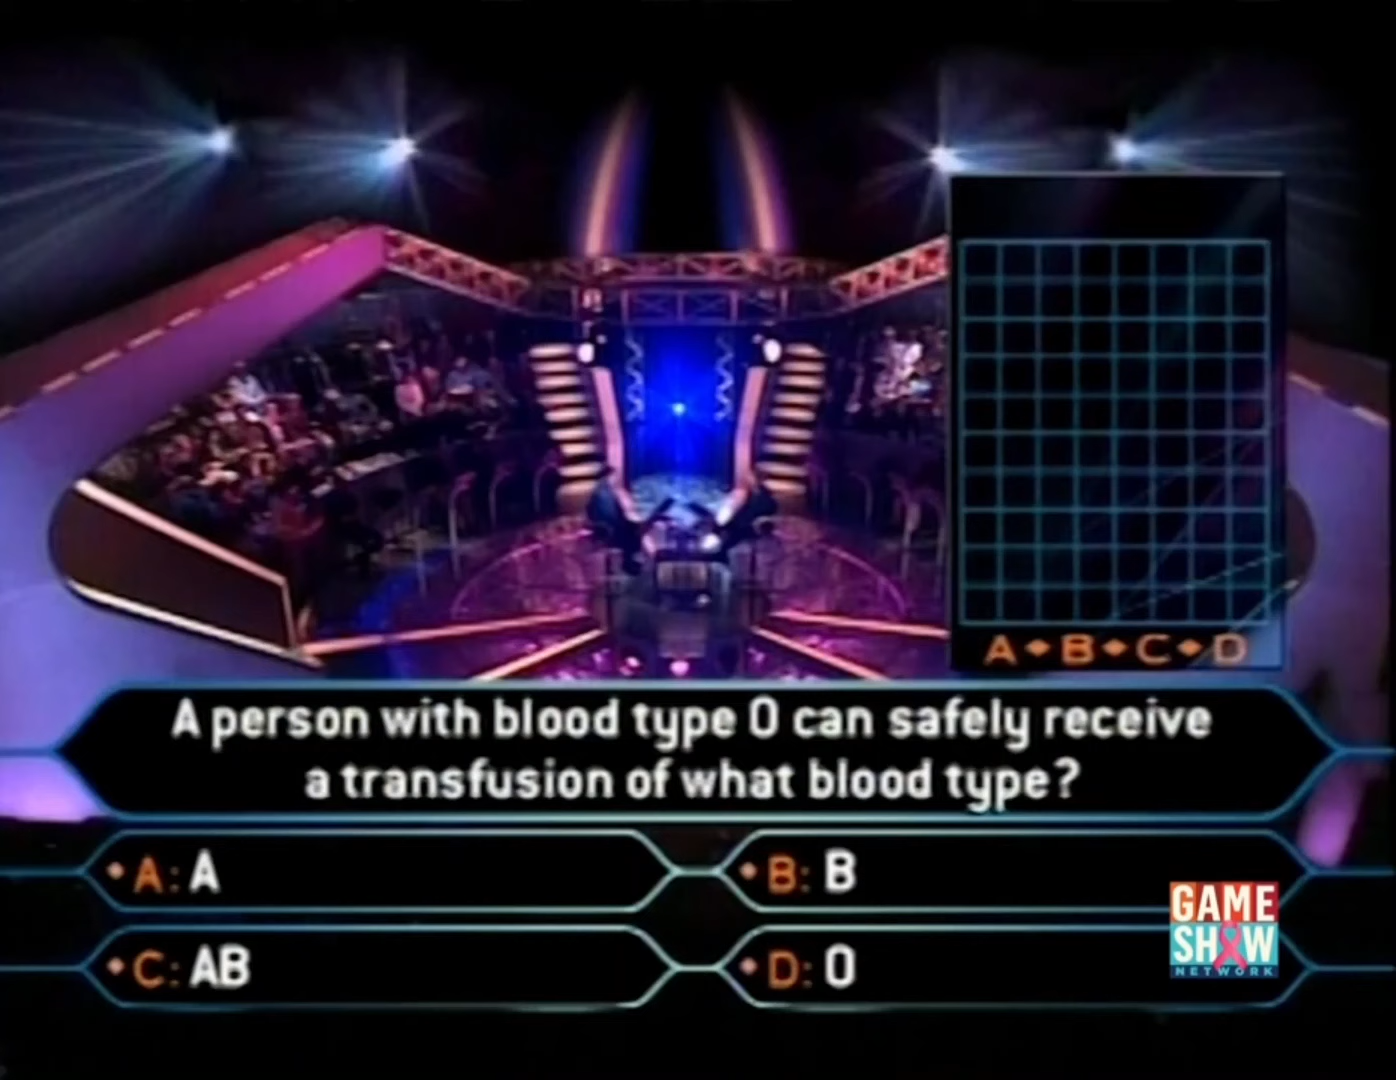 A◆B◆C◆D
A person with blood type O can safely receive
a transfusion of what blood type?
◆A: A
◆B: B
◆C: AB
◆D: O
GAME
SHOW
NETWORK